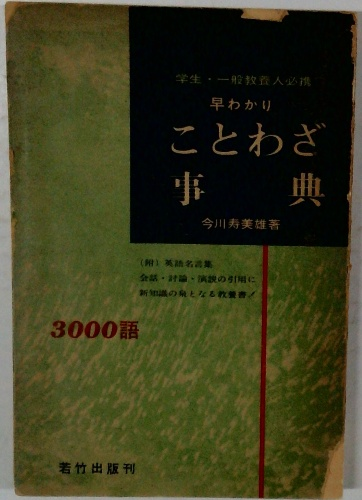 学生・一般教養人必携
早わかり
ことわざ
事典
今川寿美雄著
〔附〕英語名言集
会話・討論・演説の引用に
新知識の泉となる教養書！
3000語
若竹出版刊